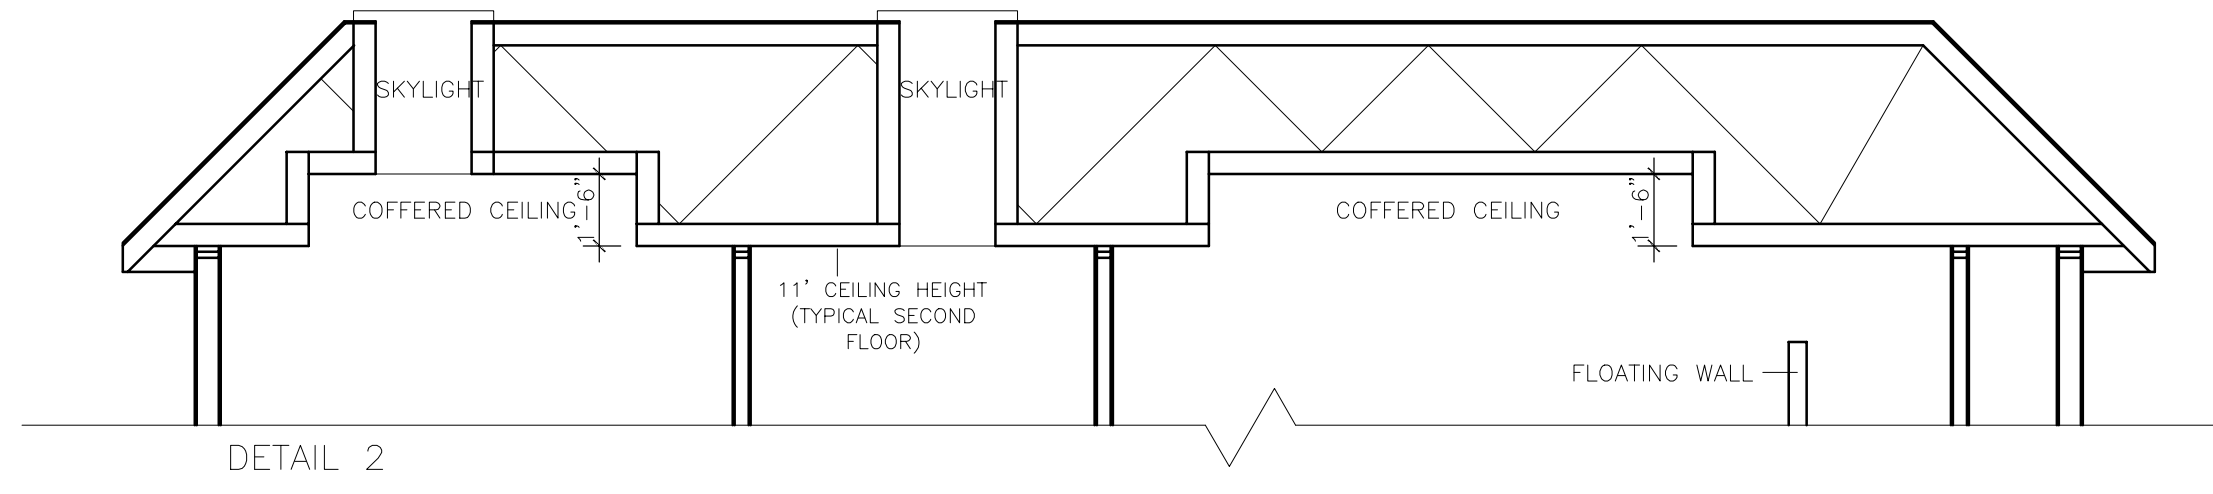 SKYLIGHT
SKYLIGHT
COFFERED CEILING
1'-6"
COFFERED CEILING
1'-6"
11' CEILING HEIGHT
(TYPICAL SECOND
FLOOR)
FLOATING WALL
DETAIL 2